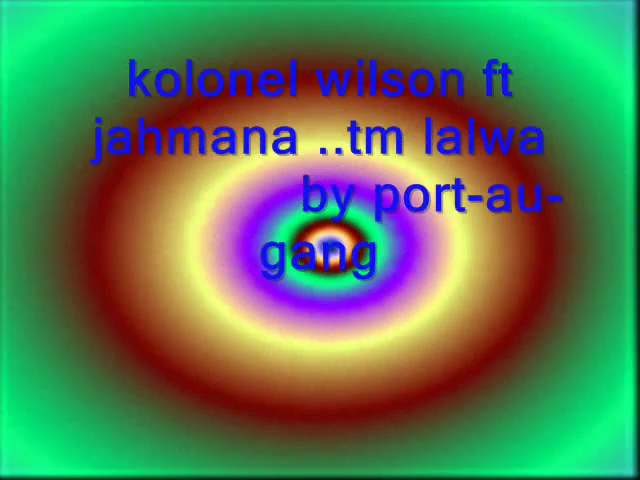 kolonel wilson ft
jahmana ..tm lalwa
by port-au-
gang